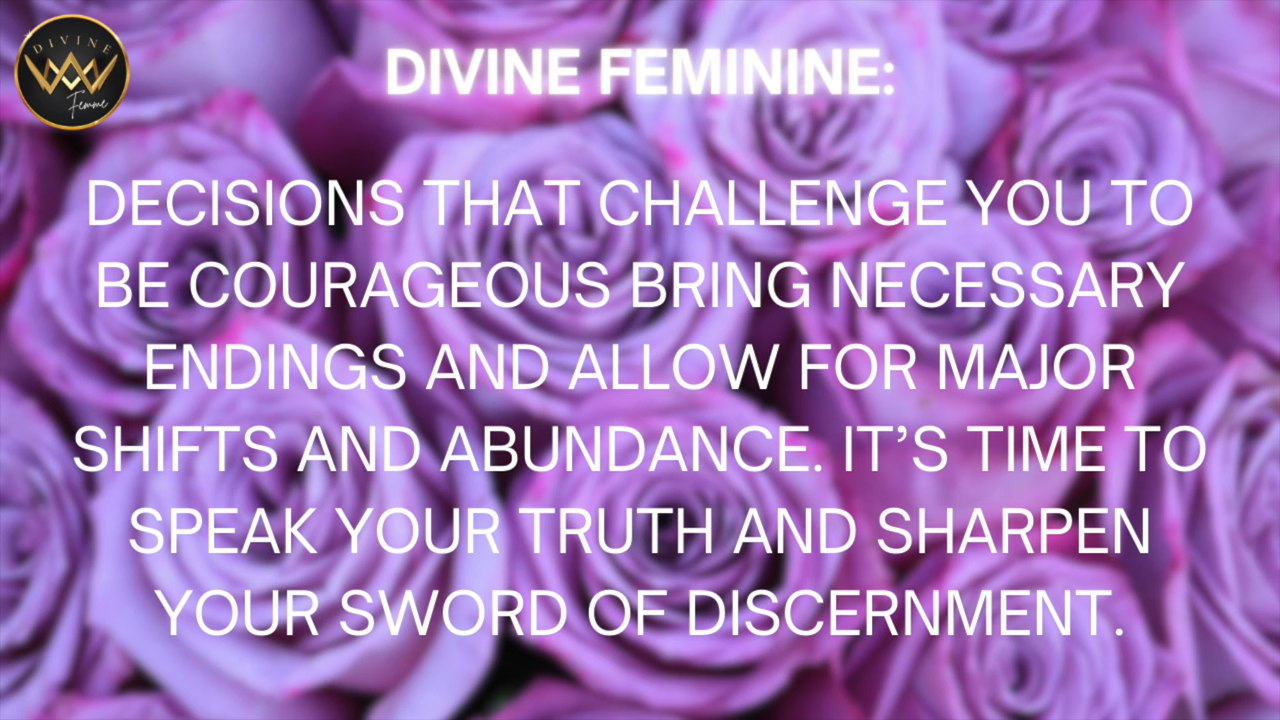 DIVINE
Femme
DIVINE FEMININE:
DECISIONS THAT CHALLENGE YOU TO
BE COURAGEOUS BRING NECESSARY
ENDINGS AND ALLOW FOR MAJOR
SHIFTS AND ABUNDANCE. IT’S TIME TO
SPEAK YOUR TRUTH AND SHARPEN
YOUR SWORD OF DISCERNMENT.